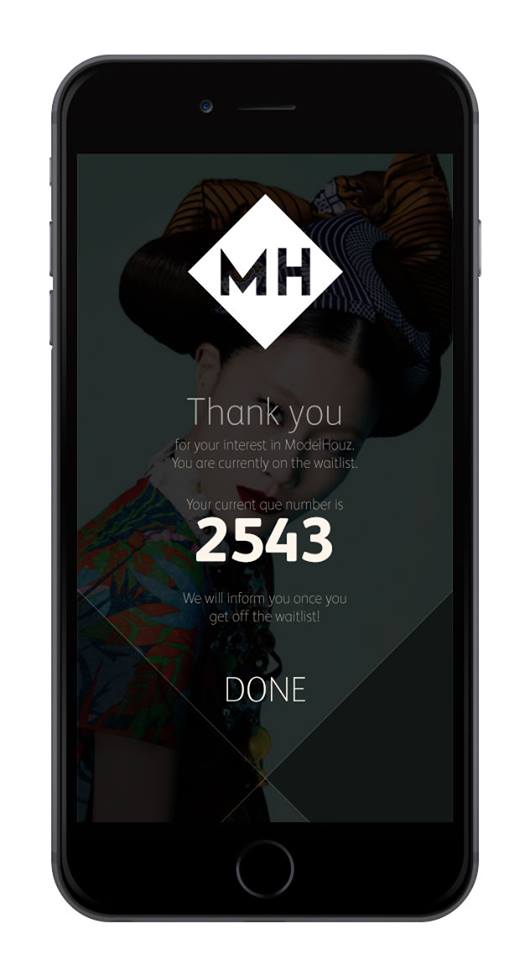 MH
Thank you
for your interest in ModelHouz.
You are currently on the waitlist.
Your current que number is
2543
We will inform you once you
get off the waitlist!
DONE